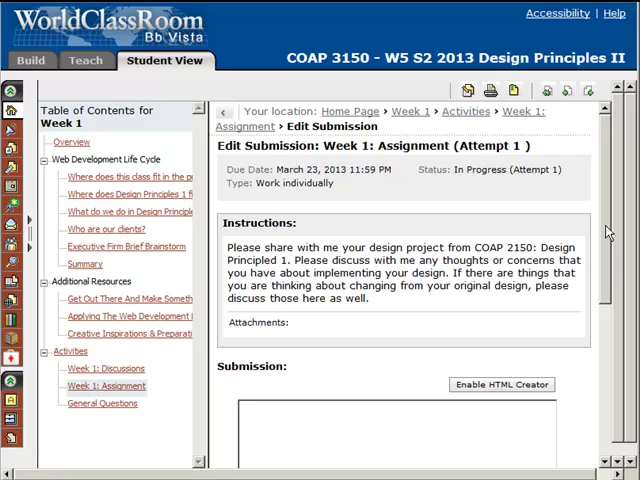 WorldClassRoom
Bb Vista
Accessibility | Help
Build
Teach
Student View
COAP 3150 - W5 S2 2013 Design Principles II
Table of Contents for
Week 1
Overview
Web Development Life Cycle
Where does this class fit in the p
Where does Design Principles 1 f
What do we do in Design Principle
Who are our clients?
Executive Firm Brief Brainstorm
Summary
Additional Resources
Get Out There And Make Someth
Applying The Web Development L
Creative Inspirations & Preparati
Activities
Week 1: Discussions
Week 1: Assignment
General Questions
Your location: Home Page › Week 1 › Activities › Week 1:
Assignment › Edit Submission
Edit Submission: Week 1: Assignment (Attempt 1 )
Due Date: March 23, 2013 11:59 PM
Status: In Progress (Attempt 1)
Type: Work individually
Instructions:
Please share with me your design project from COAP 2150: Design
Principled 1. Please discuss with me any thoughts or concerns that
you have about implementing your design. If there are things that
you are thinking about changing from your original design, please
discuss those here as well.
Attachments:
Submission:
Enable HTML Creator